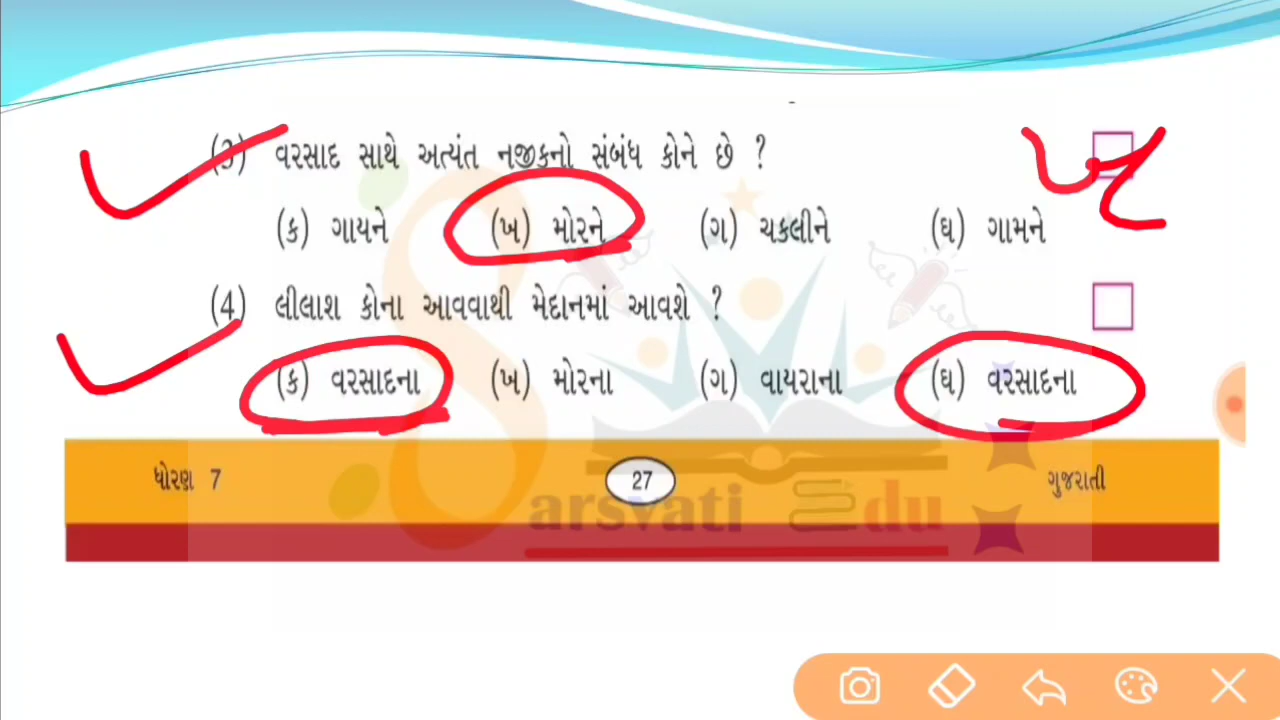 (3) વરસાદ સાથે અત્યંત નજીકનો સંબંધ કોને છે ?
ખ
(ક) ગાયને (ખ) મોરને (ગ) ચકલીને (ઘ) ગામને
(4) લીલાશ કોના આવવાથી મેદાનમાં આવશે ?
(ક) વરસાદના (ખ) મોરના (ગ) વાયરાના (ઘ) વરસાદના
ધોરણ 7 27 ગુજરાતી
Sarsvati Edu